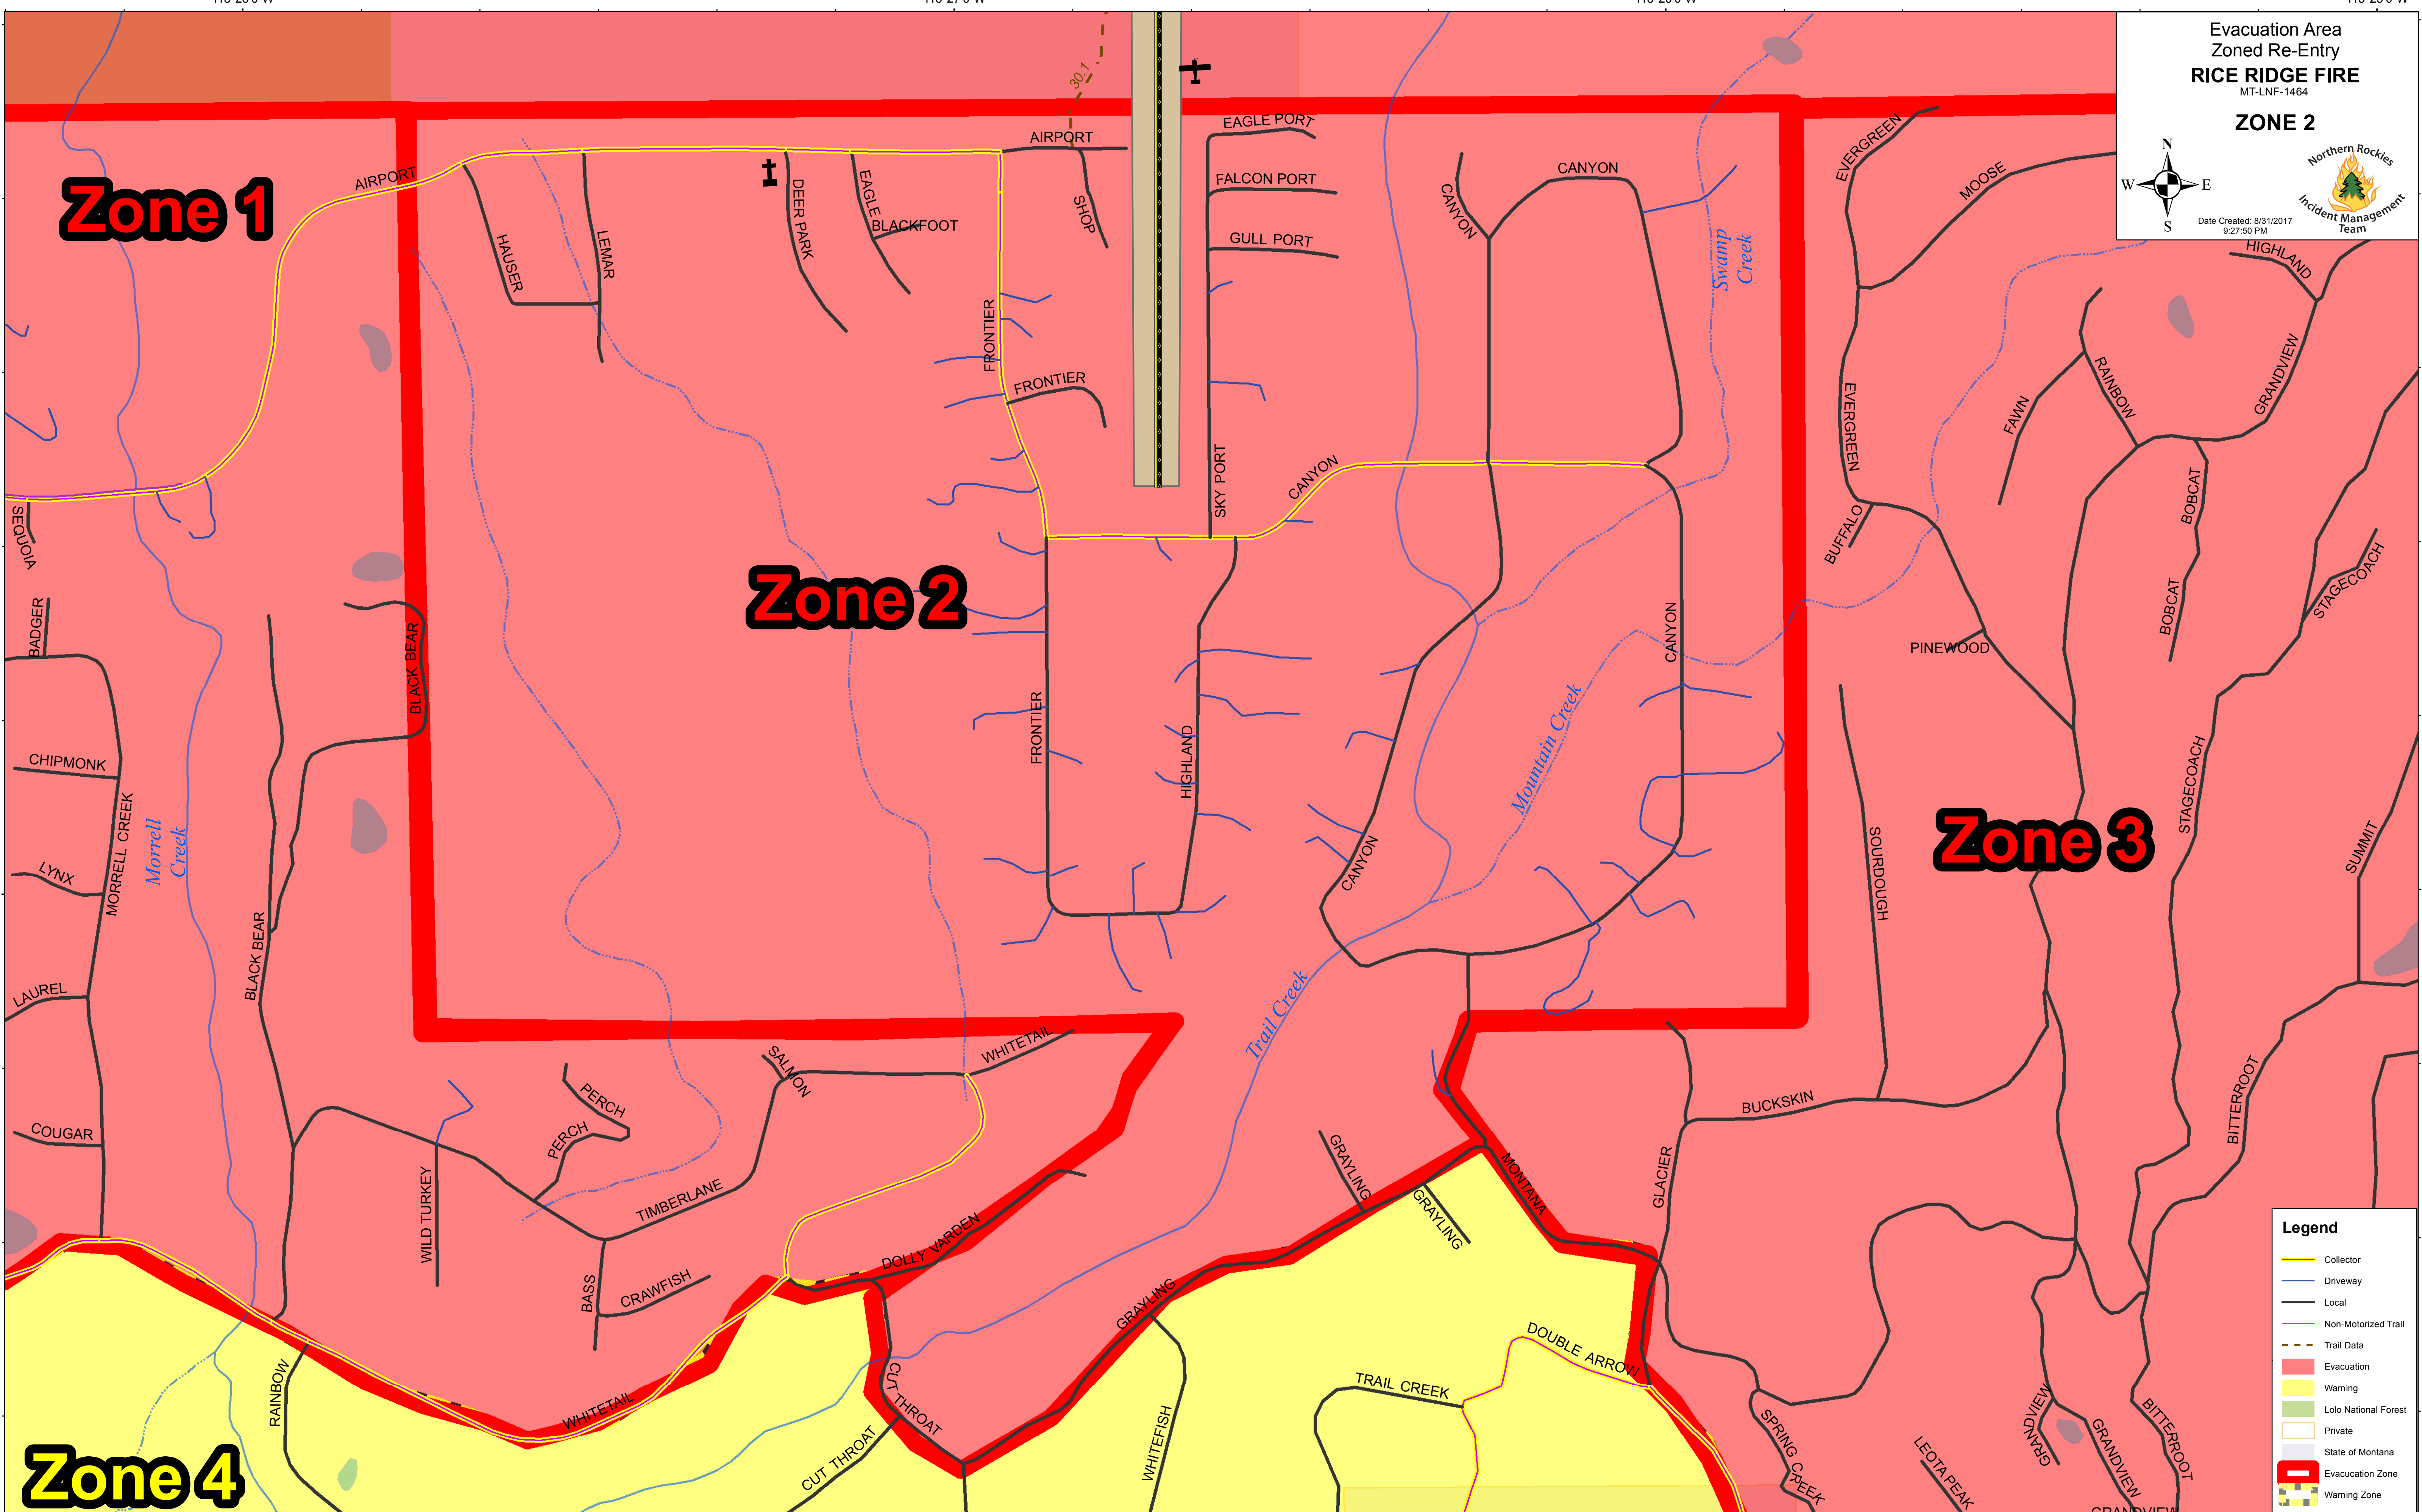 Evacuation Area
Zoned Re-Entry
RICE RIDGE FIRE
MT-LNF-1464
ZONE 2
N
W
E
S
Northern Rockies
Incident Management
Team
Date Created: 8/31/2017
9:27:50 PM
30.1
AIRPORT
EAGLE PORT
EVERGREEN
CANYON
MOOSE
AIRPORT
Zone 1
FALCON PORT
DEER PARK
EAGLE
BLACKFOOT
SHOP
CANYON
HAUSER
LEMAR
GULL PORT
Swamp
Creek
HIGHLAND
FRONTIER
FRONTIER
RAINBOW
GRANDVIEW
FAWN
EVERGREEN
SKY PORT
CANYON
BOBCAT
SEQUOIA
BUFFALO
STAGECOACH
Zone 2
BADGER
BLACK BEAR
BOBCAT
CANYON
PINEWOOD
FRONTIER
HIGHLAND
Mountain Creek
CHIPMONK
STAGECOACH
MORRELL CREEK
Morrell
Creek
Zone 3
LYNX
CANYON
SOURDOUGH
SUMMIT
BLACK BEAR
LAUREL
Trail Creek
WHITETAIL
SALMON
PERCH
BUCKSKIN
BITTERROOT
COUGAR
PERCH
GRAYLING
MONTANA
GLACIER
WILD TURKEY
TIMBERLANE
GRAYLING
DOLLY VARDEN
BASS
CRAWFISH
GRAYLING
DOUBLE ARROW
RAINBOW
WHITETAIL
CUT THROAT
TRAIL CREEK
CUT THROAT
WHITEFISH
SPRING CREEK
LEOTA PEAK
GRANDVIEW
GRANDVIEW
BITTERROOT
GRANDVIEW
Zone 4
Legend
Collector
Driveway
Local
Non-Motorized Trail
Trail Data
Evacuation
Warning
Lolo National Forest
Private
State of Montana
Evacucation Zone
Warning Zone